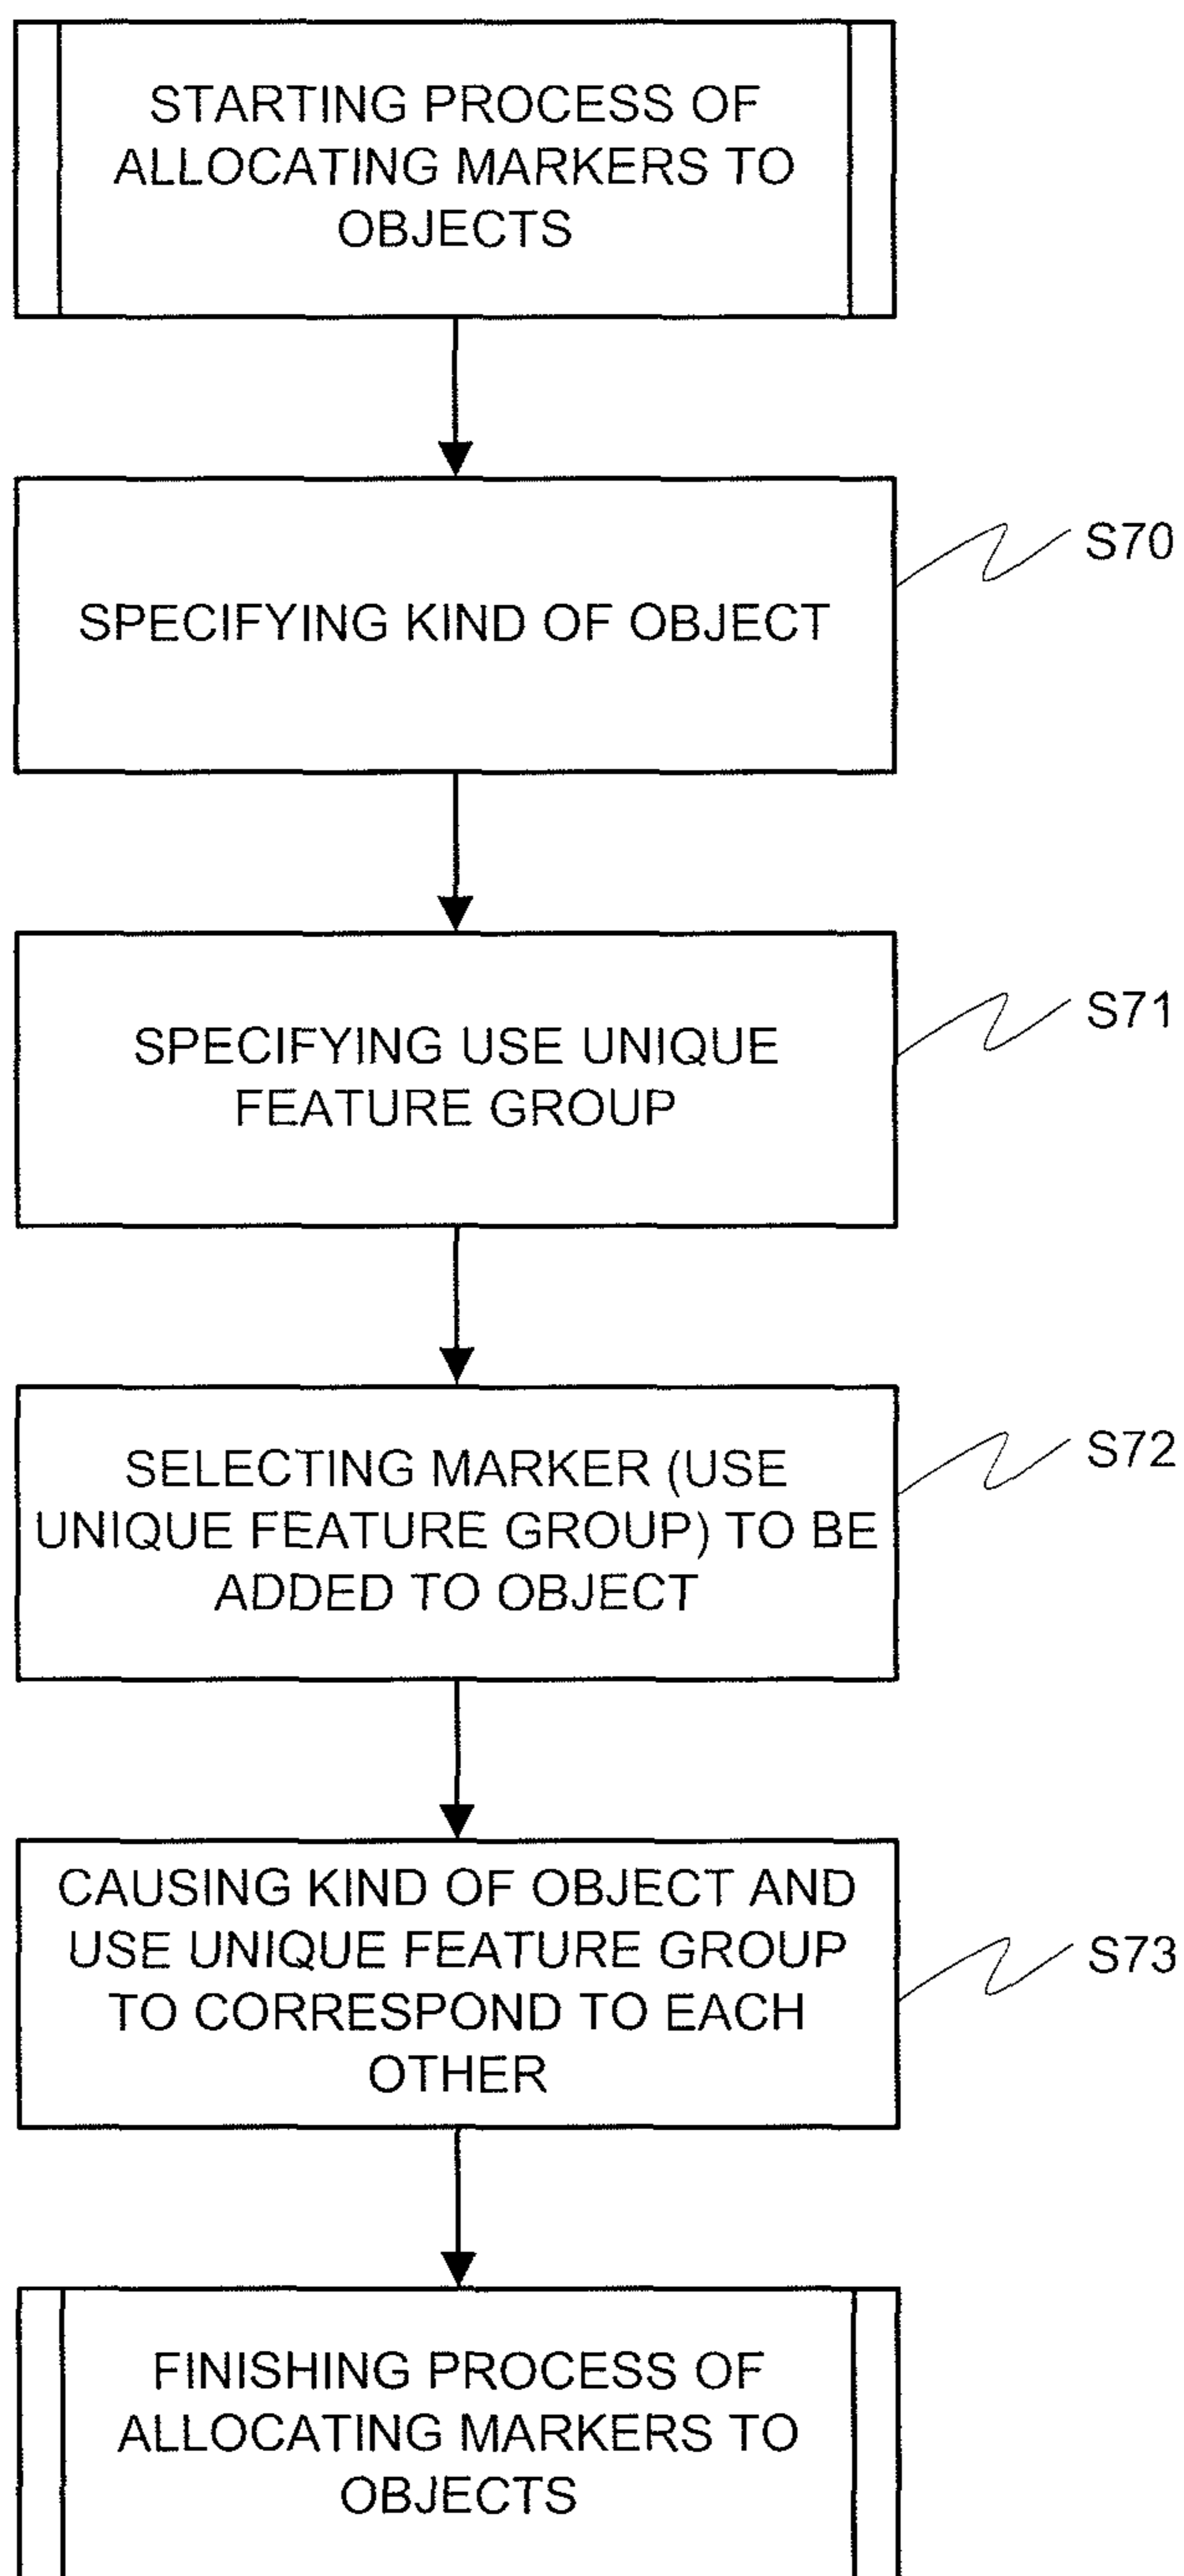 STARTING PROCESS OF
ALLOCATING MARKERS TO
OBJECTS
SPECIFYING KIND OF OBJECT
S70
SPECIFYING USE UNIQUE
FEATURE GROUP
S71
SELECTING MARKER (USE
UNIQUE FEATURE GROUP) TO BE
ADDED TO OBJECT
S72
CAUSING KIND OF OBJECT AND
USE UNIQUE FEATURE GROUP
TO CORRESPOND TO EACH
OTHER
S73
FINISHING PROCESS OF
ALLOCATING MARKERS TO
OBJECTS